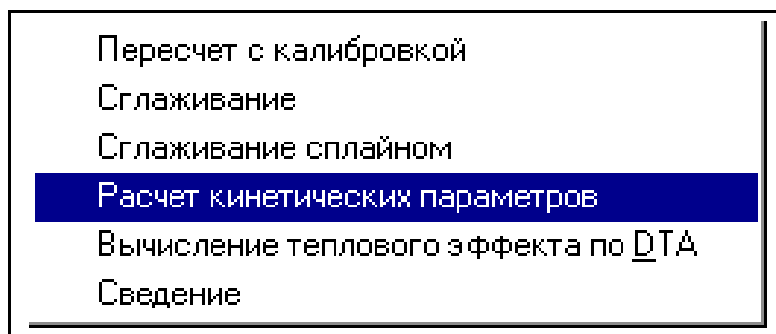 Пересчет с калибровкой
Сглаживание
Сглаживание сплайном
Расчет кинетических параметров
Вычисление теплового эффекта по DTA
Сведение